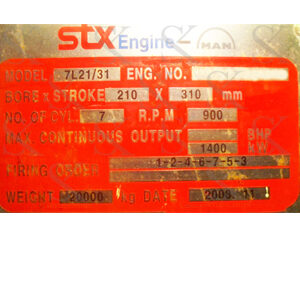 STX Engine MAN
MODEL 7L21/31 ENG. NO.
BORE x STROKE 210 X 310 mm
NO. OF CYL. 7 R.P.M 900
MAX. CONTINUOUS OUTPUT BHP
1400 kW
FIRING ORDER 1-2-4-6-7-5-3
WEIGHT 20000 kg DATE 2008. 11